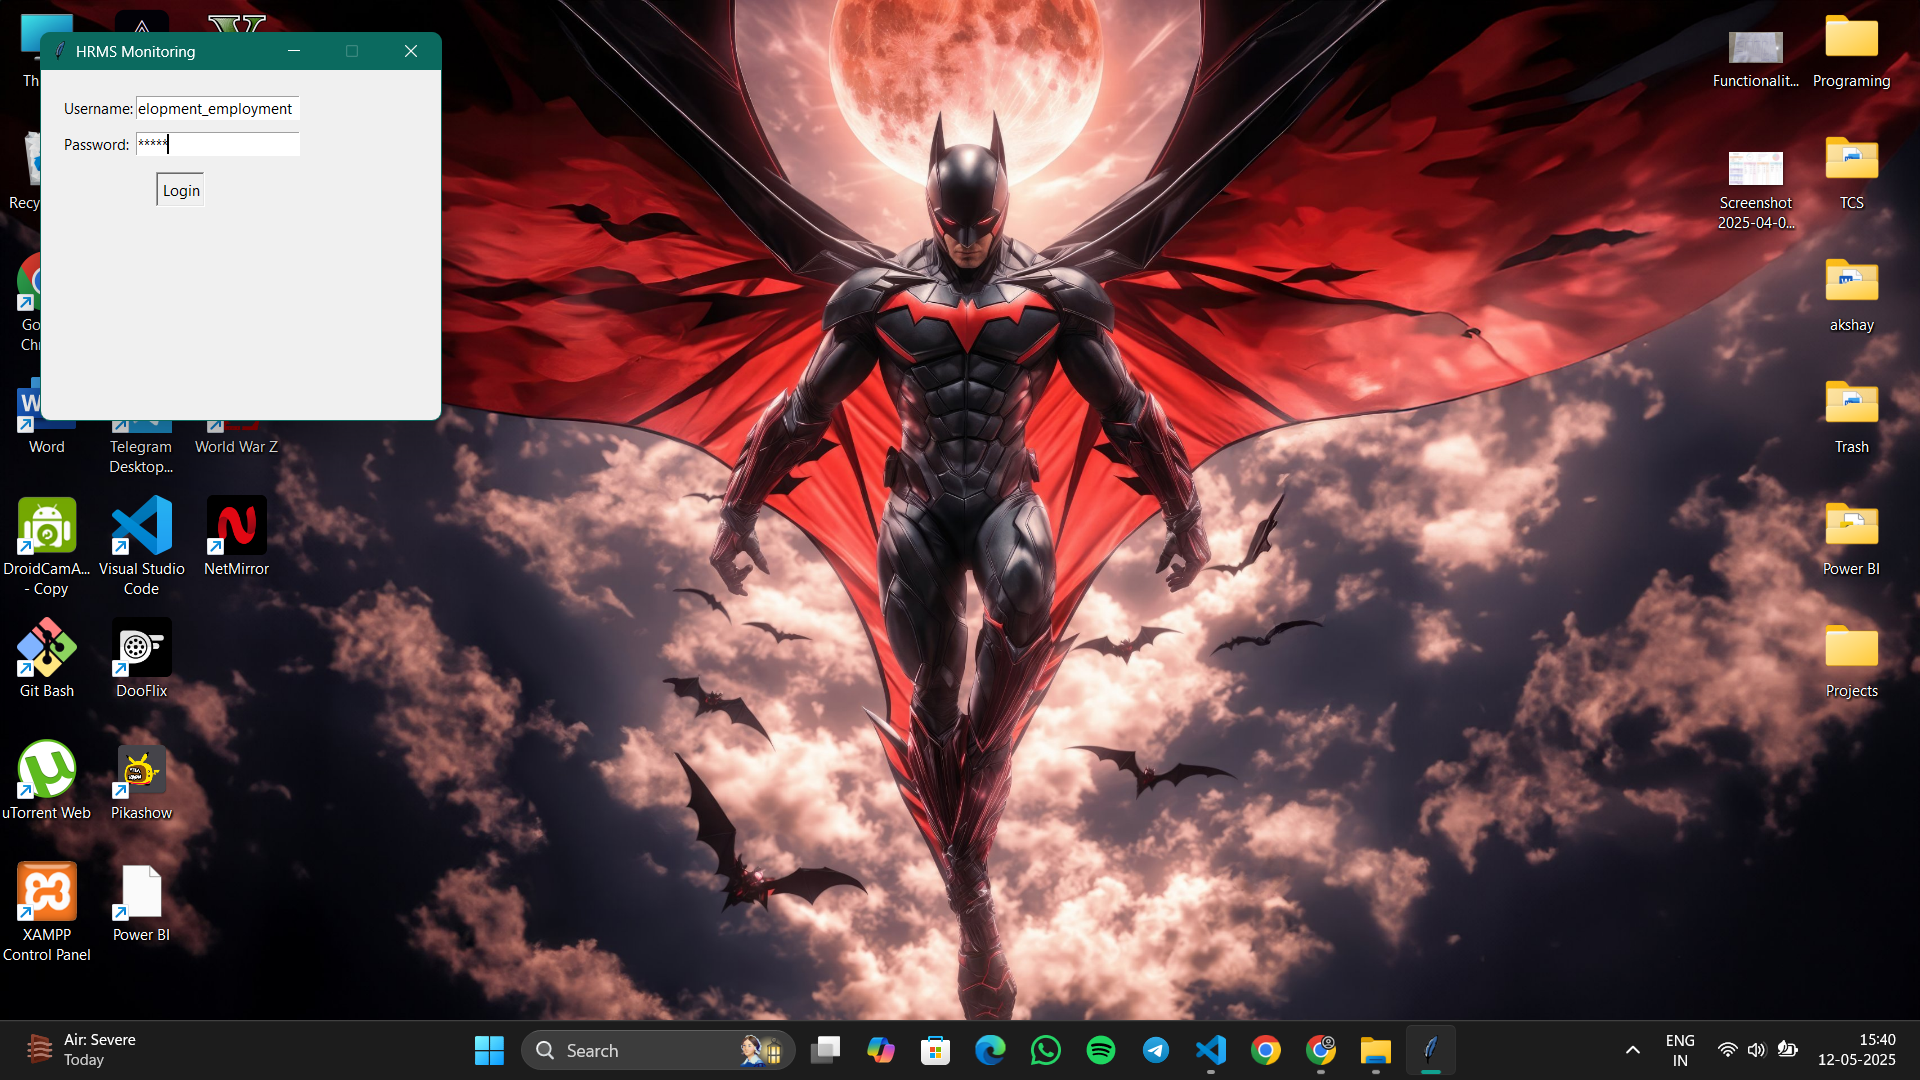 HRMS Monitoring
Username: elopment_employment
Password: *****
Login
Th
Recy
Go
Chr
Word
Telegram
Desktop...
World War Z
DroidCamA...
- Copy
Visual Studio
Code
NetMirror
Git Bash
DooFlix
uTorrent Web
Pikashow
XAMPP
Control Panel
Power BI
Functionalit...
Programing
Screenshot
2025-04-0...
TCS
akshay
Trash
Power BI
Projects
Air: Severe
Today
Search
ENG
IN
15:40
12-05-2025